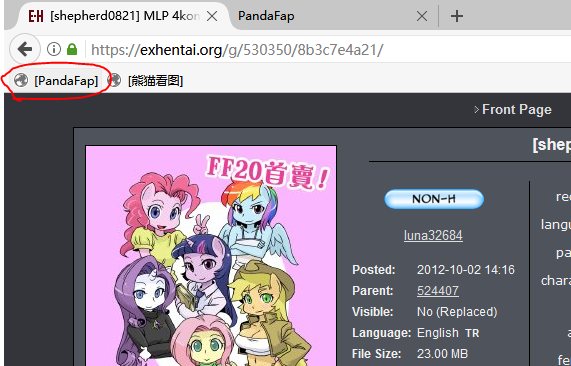 E-H [shepherd0821] MLP 4kon
PandaFap
https://exhentai.org/g/530350/8b3c7e4a21/
[PandaFap] [熊猫看图]
Front Page
[shep
FF20首賣!
NON-H
luna32684
Posted: 2012-10-02 14:16
Parent: 524407
Visible: No (Replaced)
Language: English TR
File Size: 23.00 MB
rec
langu
pa
chara
a
fe